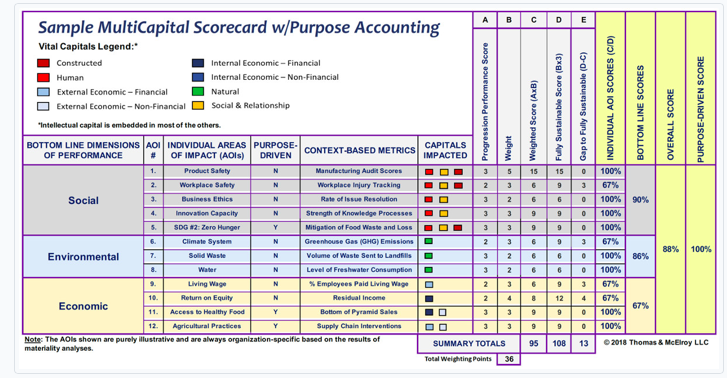 Sample MultiCapital Scorecard w/Purpose Accounting
Vital Capitals Legend:*
Constructed
Human
External Economic – Financial
External Economic – Non-Financial
Internal Economic – Financial
Internal Economic – Non-Financial
Natural
Social & Relationship
*Intellectual capital is embedded in most of the others.
A B C D E
Progression Performance Score
Weight
Weighted Score (AxB)
Fully Sustainable Score (Bx3)
Gap to Fully Sustainable (D-C)
INDIVIDUAL AOI SCORES (C/D)
BOTTOM LINE SCORES
OVERALL SCORE
PURPOSE-DRIVEN SCORE
BOTTOM LINE DIMENSIONS OF PERFORMANCE
AOI #
INDIVIDUAL AREAS OF IMPACT (AOIs)
PURPOSE-DRIVEN
CONTEXT-BASED METRICS
CAPITALS IMPACTED
Social
1. Product Safety N Manufacturing Audit Scores 3 5 15 15 0 100%
2. Workplace Safety N Workplace Injury Tracking 2 3 6 9 3 67%
3. Business Ethics N Rate of Issue Resolution 3 2 6 6 0 100%
4. Innovation Capacity N Strength of Knowledge Processes 3 3 9 9 0 100%
5. SDG #2: Zero Hunger Y Mitigation of Food Waste and Loss 3 3 9 9 0 100%
90%
Environmental
6. Climate System N Greenhouse Gas (GHG) Emissions 2 3 6 9 3 67%
7. Solid Waste N Volume of Waste Sent to Landfills 3 2 6 6 0 100%
8. Water N Level of Freshwater Consumption 3 2 6 6 0 100%
86%
Economic
9. Living Wage N % Employees Paid Living Wage 2 3 6 9 3 67%
10. Return on Equity N Residual Income 2 4 8 12 4 67%
11. Access to Healthy Food Y Bottom of Pyramid Sales 3 3 9 9 0 100%
12. Agricultural Practices Y Supply Chain Interventions 3 3 9 9 0 100%
67%
88%
100%
Note: The AOIs shown are purely illustrative and are always organization-specific based on the results of
materiality analyses.
SUMMARY TOTALS 95 108 13
© 2018 Thomas & McElroy LLC
Total Weighting Points 36